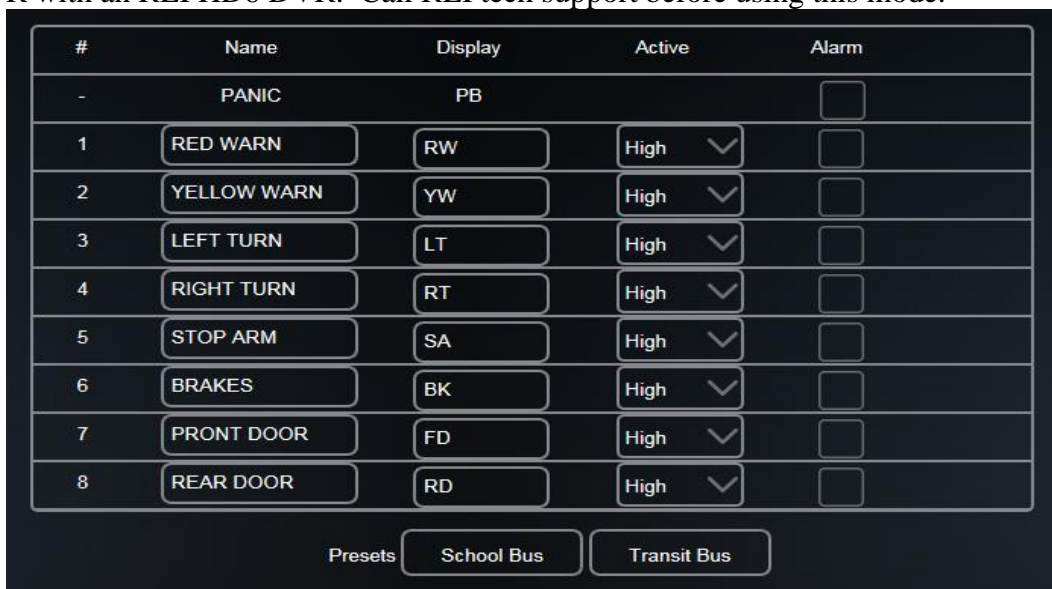 R with an REI DVR. REI tech support before using this mode.
# Name Display Active Alarm
- PANIC PB
1 RED WARN RW High
2 YELLOW WARN YW High
3 LEFT TURN LT High
4 RIGHT TURN RT High
5 STOP ARM SA High
6 BRAKES BK High
7 PRONT DOOR FD High
8 REAR DOOR RD High
Presets School Bus Transit Bus